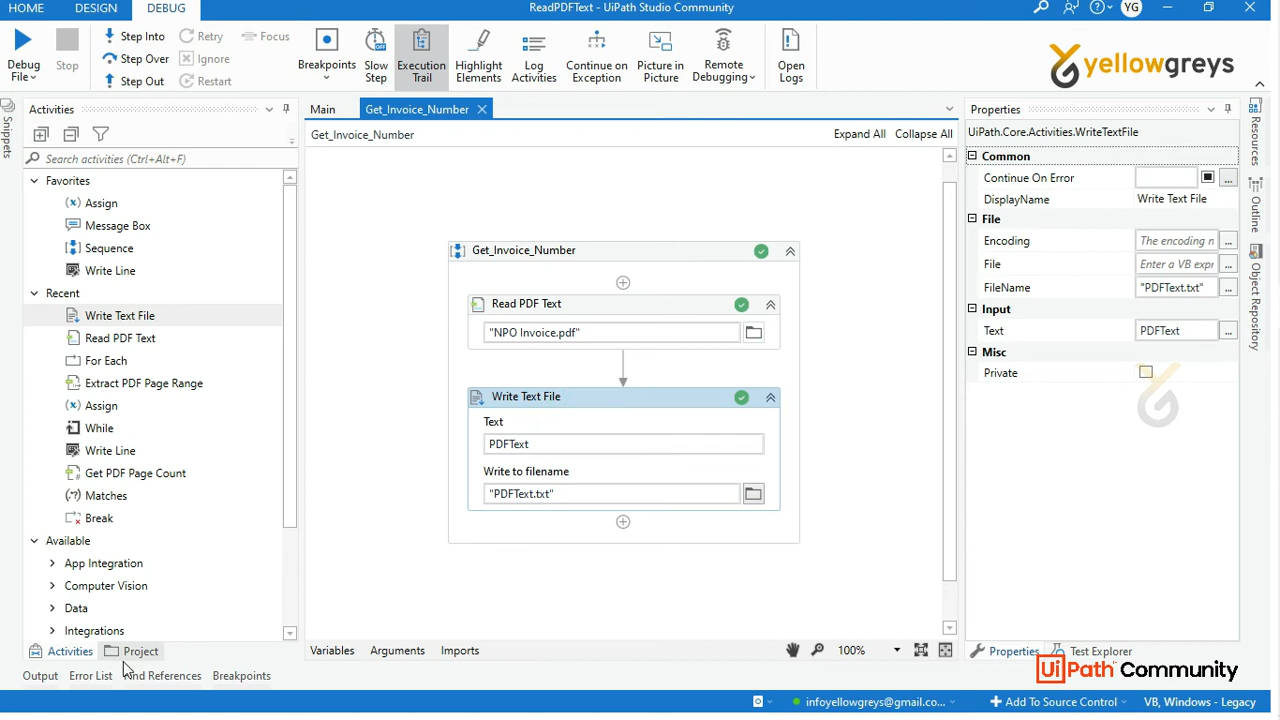 HOME DESIGN DEBUG ReadPDFText - UiPath Studio Community YG
Debug File Stop Step Into Step Over Step Out Retry Ignore Restart Focus Breakpoints Slow Step Execution Trail Highlight Elements Log Activities Continue on Exception Picture in Picture Remote Debugging Open Logs
yellowgreys
Snippets
Activities
Search activities (Ctrl+Alt+F)
Favorites
Assign
Message Box
Sequence
Write Line
Recent
Write Text File
Read PDF Text
For Each
Extract PDF Page Range
Assign
While
Write Line
Get PDF Page Count
Matches
Break
Available
App Integration
Computer Vision
Data
Integrations
Activities Project
Main Get_Invoice_Number
Get_Invoice_Number Expand All Collapse All
Get_Invoice_Number
Read PDF Text
"NPO Invoice.pdf"
Write Text File
Text
PDFText
Write to filename
"PDFText.txt"
Variables Arguments Imports 100%
Properties
UiPath.Core.Activities.WriteTextFile
Common
Continue On Error ...
DisplayName Write Text File
File
Encoding The encoding n ...
File Enter a VB expr ...
FileName "PDFText.txt" ...
Input
Text PDFText ...
Misc
Private
Properties Test Explorer
Resources
Outline
Object Repository
UiPath Community
Output Error List Find References Breakpoints
infoyellowgreys@gmail.co... Add To Source Control VB, Windows - Legacy